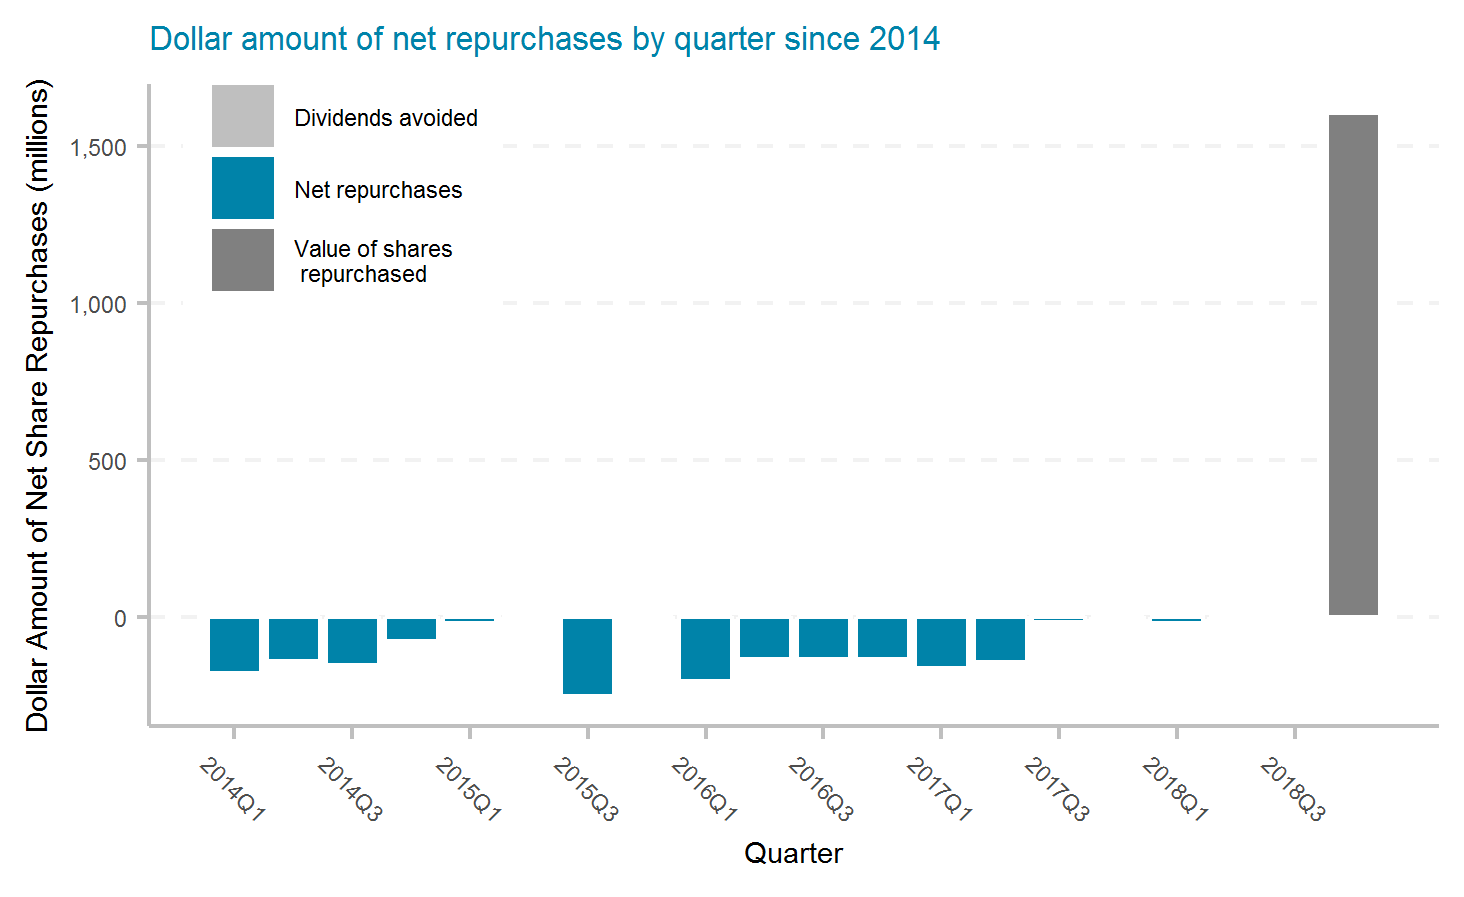 Dollar amount of net repurchases by quarter since 2014
Dollar Amount of Net Share Repurchases (millions)
1,500
1,000
500
0
Dividends avoided
Net repurchases
Value of shares
repurchased
2014Q1
2014Q3
2015Q1
2015Q3
2016Q1
2016Q3
2017Q1
2017Q3
2018Q1
2018Q3
Quarter